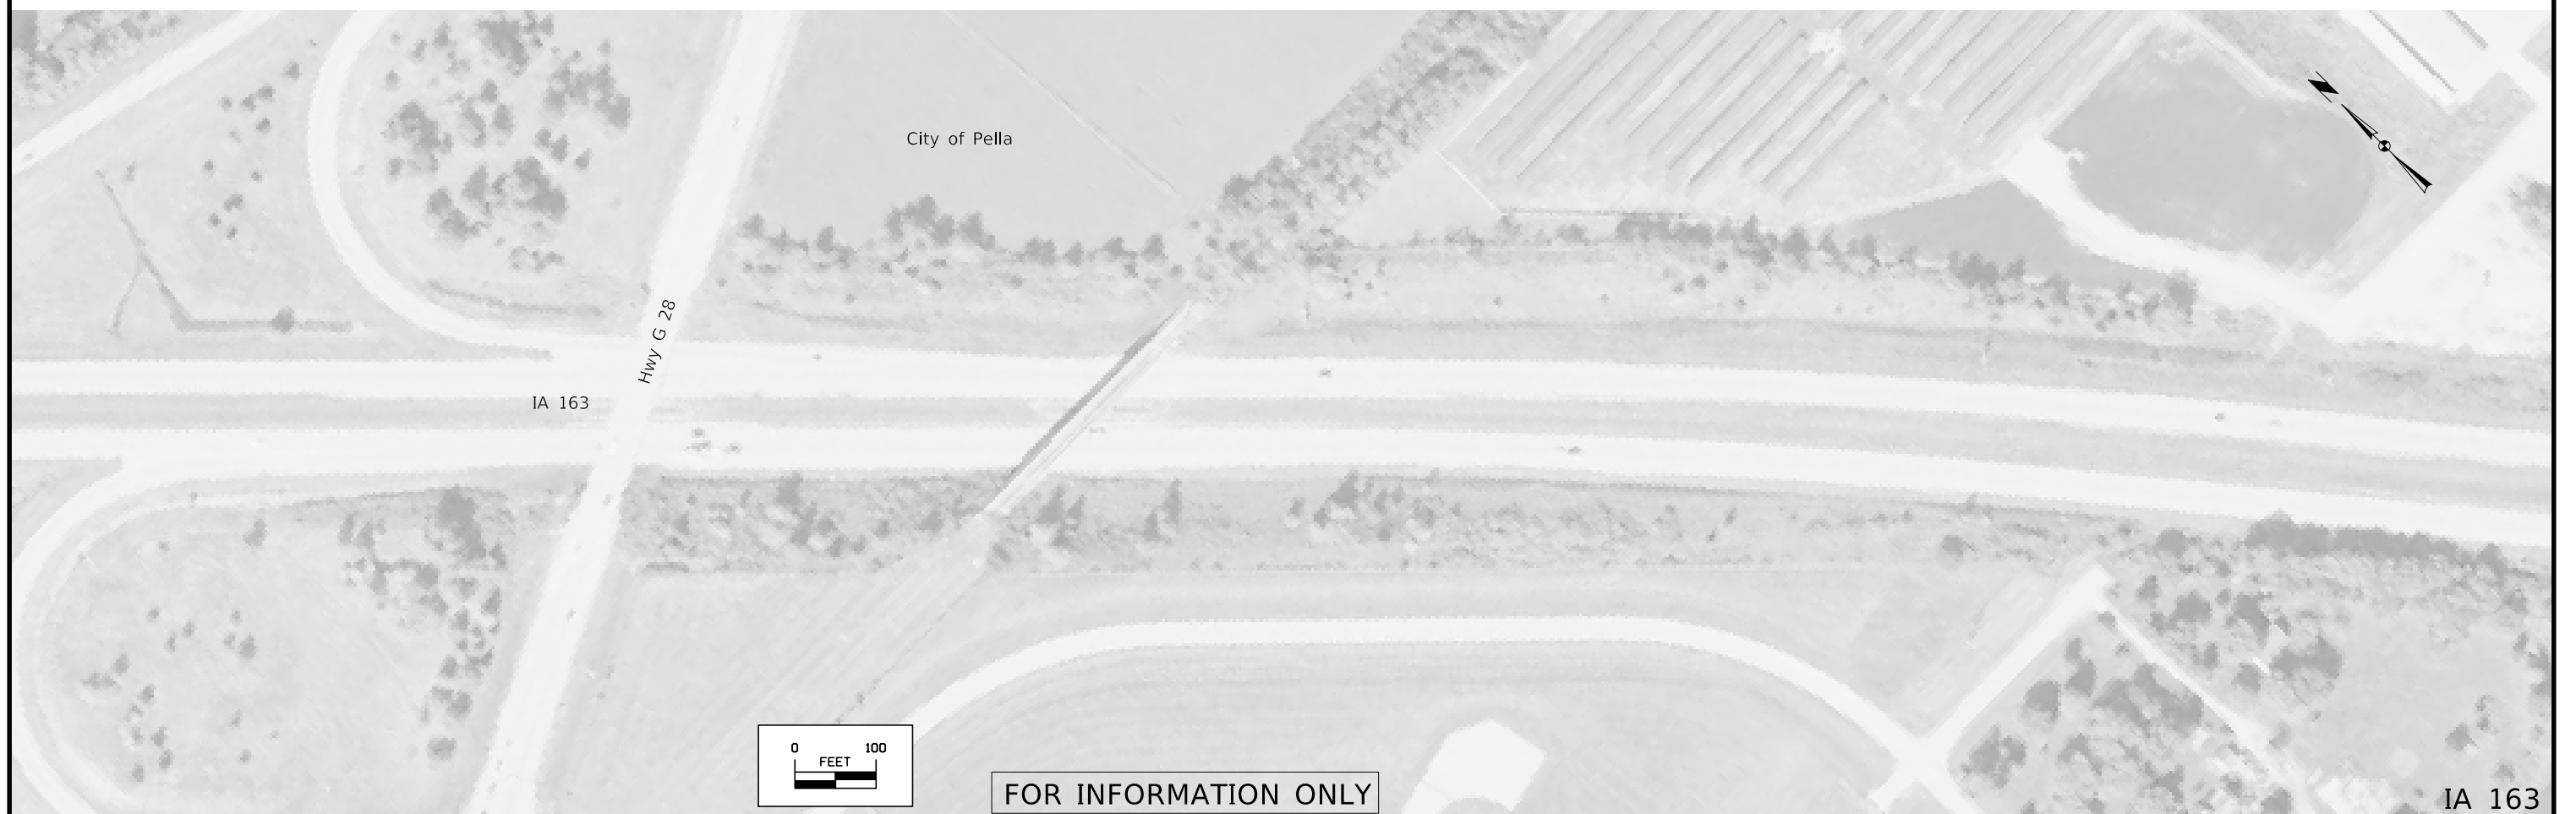 City of Pella
N
Hwy G 28
IA 163
0 100
FEET
FOR INFORMATION ONLY
IA 163